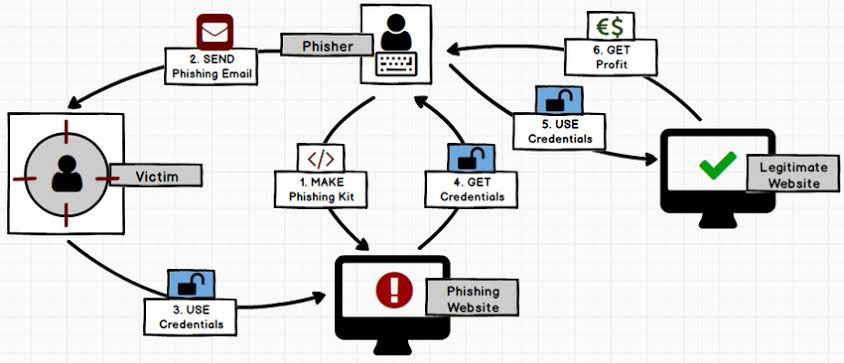 €$
2. SEND
Phishing Email
Phisher
6. GET
Profit
5. USE
Credentials
Victim
</>
1. MAKE
Phishing Kit
4. GET
Credentials
Legitimate
Website
3. USE
Credentials
!
Phishing
Website